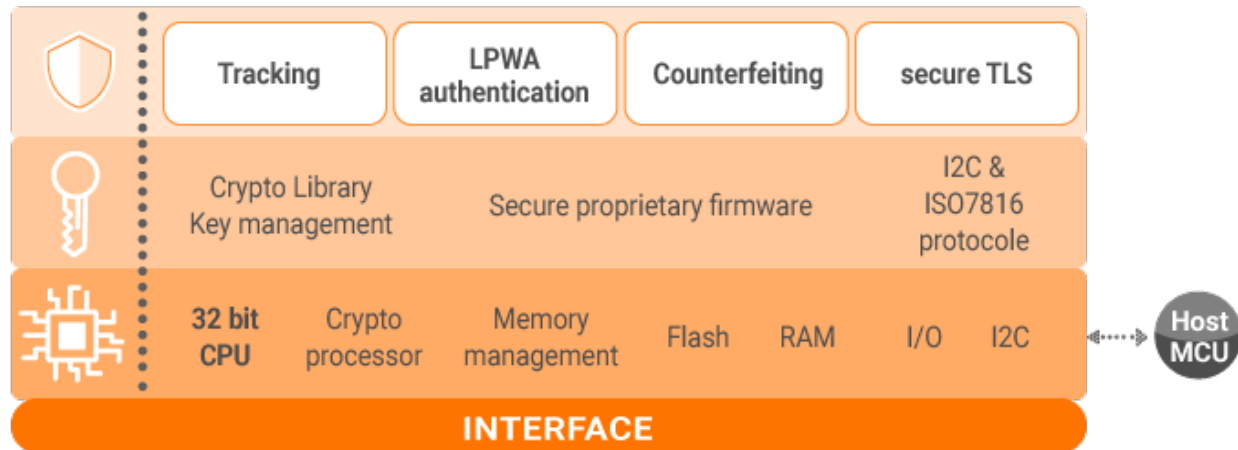 Tracking
LPWA
authentication
Counterfeiting
secure TLS
Crypto Library
Key management
Secure proprietary firmware
I2C &
ISO7816
protocole
32 bit
CPU
Crypto
processor
Memory
management
Flash
RAM
I/O
I2C
Host
MCU
INTERFACE